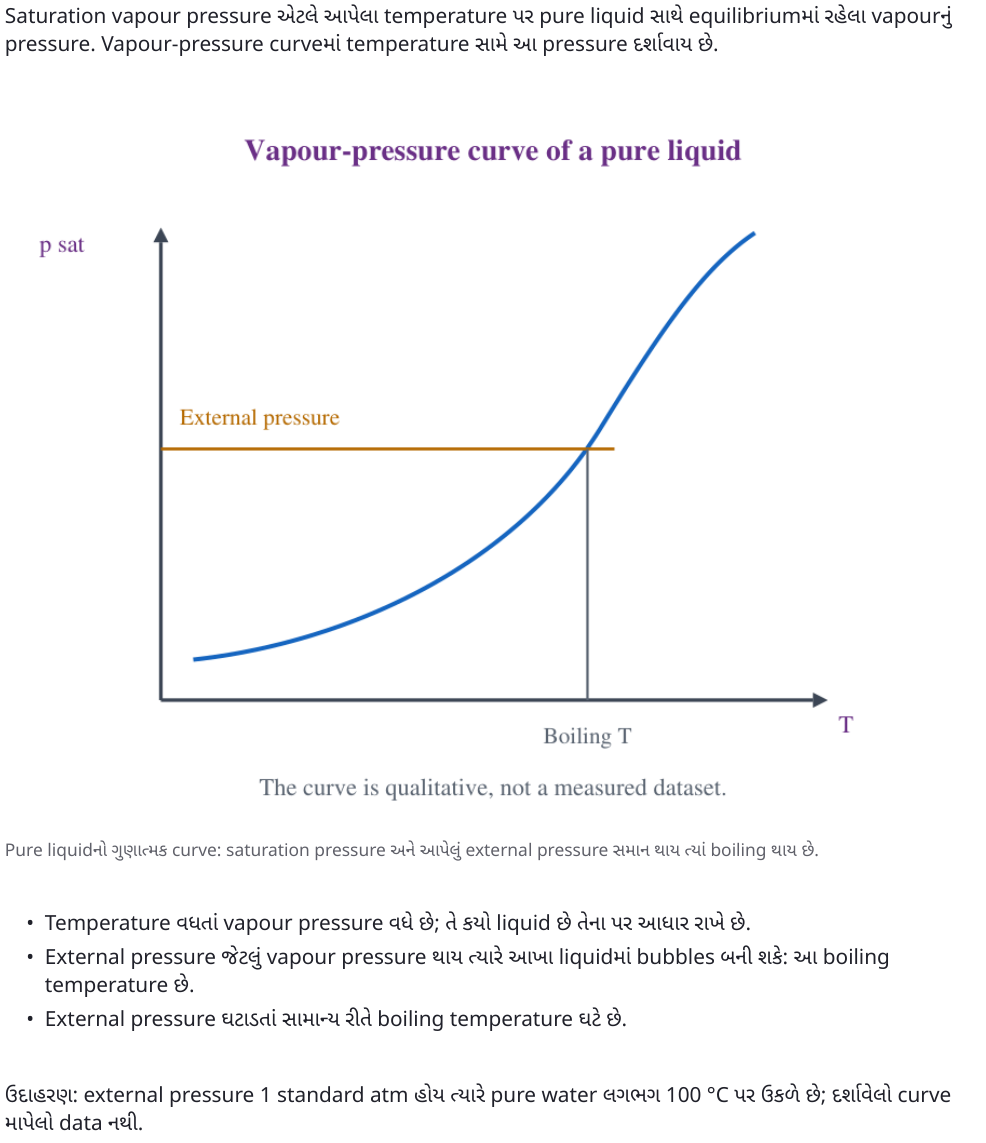 Saturation vapour pressure એટલે આપેલા temperature પર pure liquid સાથે equilibriumમાં રહેલા vapourનું
pressure. Vapour-pressure curveમાં temperature સામે આ pressure દર્શાવાય છે.
Vapour-pressure curve of a pure liquid
p sat
External pressure
Boiling T
T
The curve is qualitative, not a measured dataset.
Pure liquidનો ગુણાત્મક curve: saturation pressure અને આપેલું external pressure સમાન થાય ત્યાં boiling થાય છે.
• Temperature વધતાં vapour pressure વધે છે; તે કયો liquid છે તેના પર આધાર રાખે છે.
• External pressure જેટલું vapour pressure થાય ત્યારે આખા liquidમાં bubbles બની શકે: આ boiling
temperature છે.
• External pressure ઘટાડતાં સામાન્ય રીતે boiling temperature ઘટે છે.
ઉદાહરણ: external pressure 1 standard atm હોય ત્યારે pure water લગભગ 100 °C પર ઉકળે છે; દર્શાવેલો curve
માપેલો data નથી.